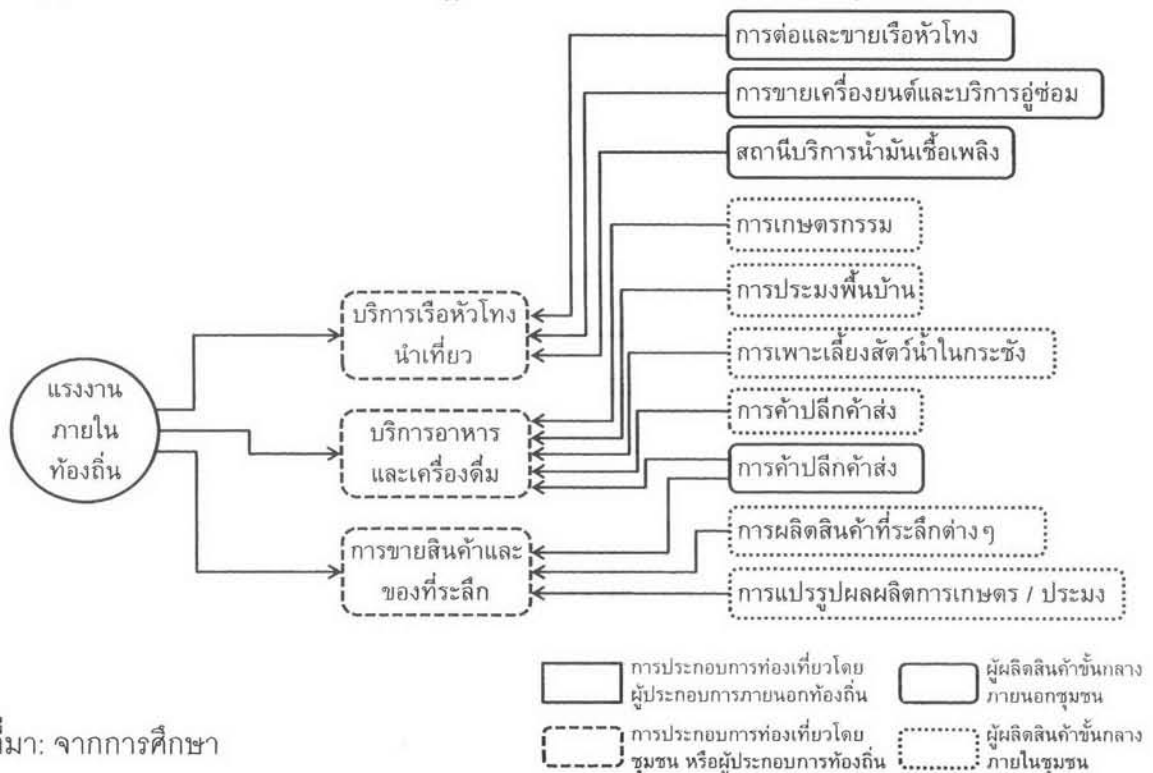 การต่อและขายเรือหัวโทง
การขายเครื่องยนต์และบริการอู่ซ่อม
สถานีบริการน้ำมันเชื้อเพลิง
การเกษตรกรรม
การประมงพื้นบ้าน
การเพาะเลี้ยงสัตว์น้ำในกระชัง
การค้าปลีกค้าส่ง
การค้าปลีกค้าส่ง
การผลิตสินค้าที่ระลึกต่างๆ
การแปรรูปผลผลิตการเกษตร / ประมง
บริการเรือหัวโทง
นำเที่ยว
บริการอาหาร
และเครื่องดื่ม
การขายสินค้าและ
ของที่ระลึก
แรงงาน
ภายใน
ท้องถิ่น
การประกอบการท่องเที่ยวโดย
ผู้ประกอบการภายนอกท้องถิ่น
ผู้ผลิตสินค้าขั้นกลาง
ภายนอกชุมชน
การประกอบการท่องเที่ยวโดย
ชุมชน หรือผู้ประกอบการท้องถิ่น
ผู้ผลิตสินค้าขั้นกลาง
ภายในชุมชน
ที่มา: จากการศึกษา